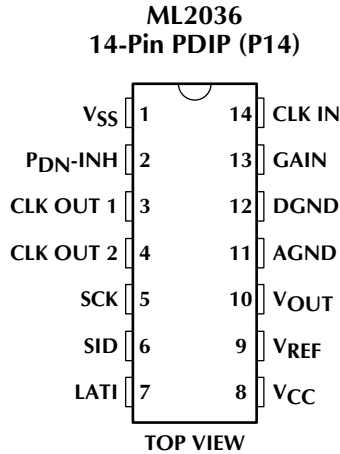 ML2036
14-Pin PDIP (P14)
VSS 1 14 CLK IN
PDN-INH 2 13 GAIN
CLK OUT 1 3 12 DGND
CLK OUT 2 4 11 AGND
SCK 5 10 VOUT
SID 6 9 VREF
LATI 7 8 VCC
TOP VIEW